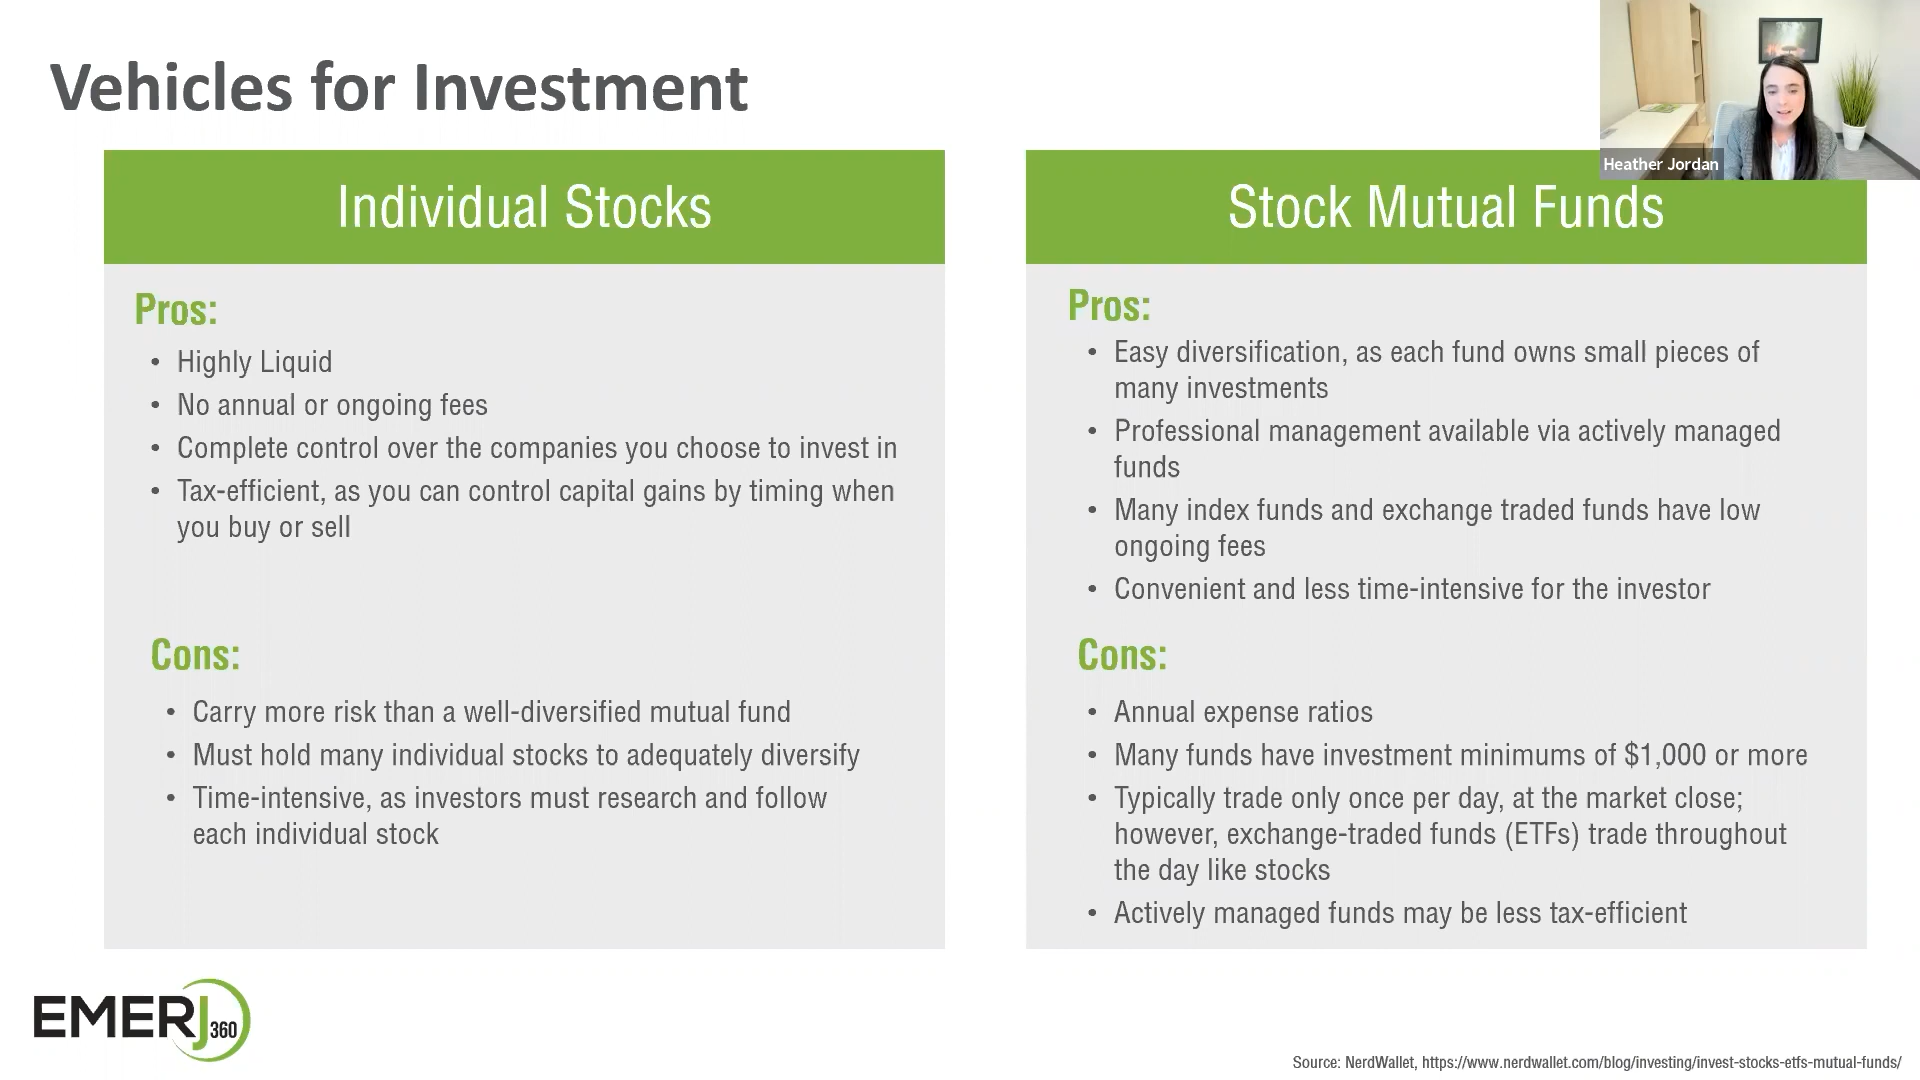 Vehicles for Investment
Heather Jordan
Individual Stocks
Pros:
• Highly Liquid
• No annual or ongoing fees
• Complete control over the companies you choose to invest in
• Tax-efficient, as you can control capital gains by timing when
you buy or sell
Cons:
• Carry more risk than a well-diversified mutual fund
• Must hold many individual stocks to adequately diversify
• Time-intensive, as investors must research and follow
each individual stock
Stock Mutual Funds
Pros:
• Easy diversification, as each fund owns small pieces of
many investments
• Professional management available via actively managed
funds
• Many index funds and exchange traded funds have low
ongoing fees
• Convenient and less time-intensive for the investor
Cons:
• Annual expense ratios
• Many funds have investment minimums of $1,000 or more
• Typically trade only once per day, at the market close;
however, exchange-traded funds (ETFs) trade throughout
the day like stocks
• Actively managed funds may be less tax-efficient
EMERJ360
Source: NerdWallet, https://www.nerdwallet.com/blog/investing/invest-stocks-etfs-mutual-funds/